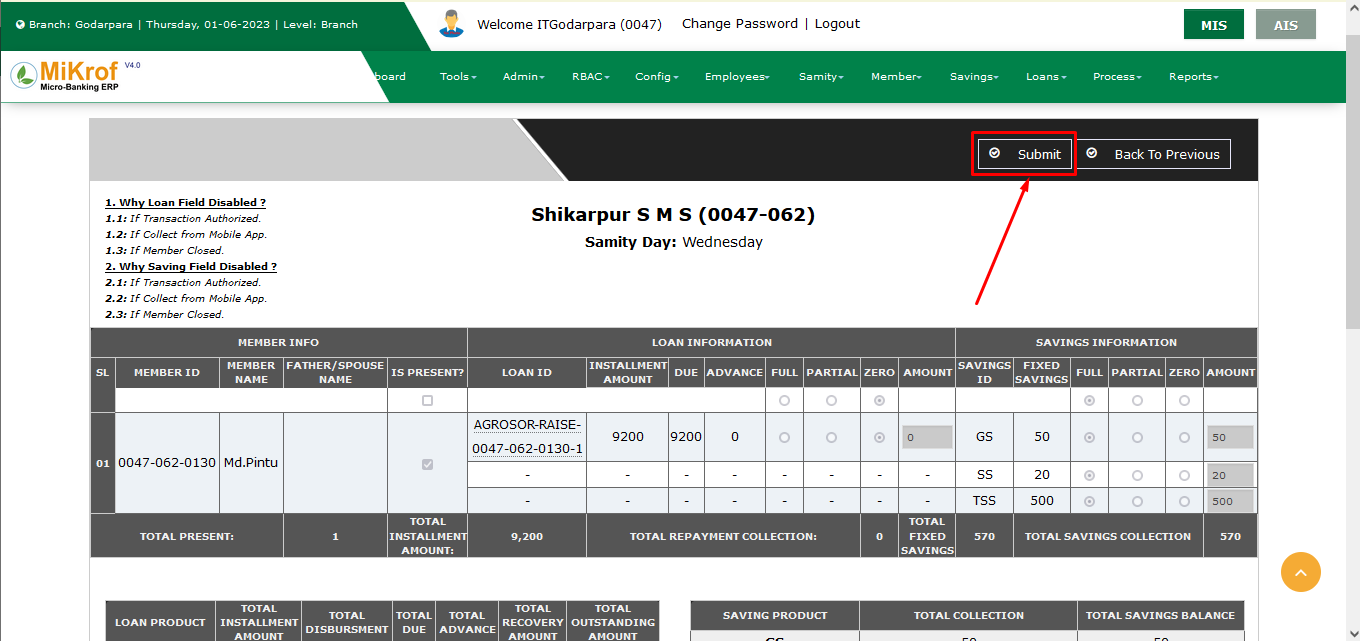 Branch: Godarpara | Thursday, 01-06-2023 | Level: Branch
Welcome ITGodarpara (0047)
Change Password | Logout
MIS
AIS
MiKrof V4.0
Micro-Banking ERP
board
Tools
Admin
RBAC
Config
Employees
Samity
Member
Savings
Loans
Process
Reports
Submit
Back To Previous
1. Why Loan Field Disabled ?
1.1: If Transaction Authorized.
1.2: If Collect from Mobile App.
1.3: If Member Closed.
2. Why Saving Field Disabled ?
2.1: If Transaction Authorized.
2.2: If Collect from Mobile App.
2.3: If Member Closed.
Shikarpur S M S (0047-062)
Samity Day: Wednesday
MEMBER INFO
LOAN INFORMATION
SAVINGS INFORMATION
SL
MEMBER ID
MEMBER
NAME
FATHER/SPOUSE
NAME
IS PRESENT?
LOAN ID
INSTALLMENT
AMOUNT
DUE
ADVANCE
FULL
PARTIAL
ZERO
AMOUNT
SAVINGS
ID
FIXED
SAVINGS
FULL
PARTIAL
ZERO
AMOUNT
01
0047-062-0130
Md.Pintu
AGROSOR-RAISE-
0047-062-0130-1
9200
9200
0
0
GS
50
50
- - - - - - - -
SS
20
20
- - - - - - - -
TSS
500
500
TOTAL PRESENT:
1
TOTAL
INSTALLMENT
AMOUNT:
9,200
TOTAL REPAYMENT COLLECTION:
0
TOTAL
FIXED
SAVINGS
570
TOTAL SAVINGS COLLECTION
570
LOAN PRODUCT
TOTAL
INSTALLMENT
AMOUNT
TOTAL
DISBURSMENT
TOTAL
DUE
TOTAL
ADVANCE
TOTAL
RECOVERY
AMOUNT
TOTAL
OUTSTANDING
AMOUNT
SAVING PRODUCT
TOTAL COLLECTION
TOTAL SAVINGS BALANCE